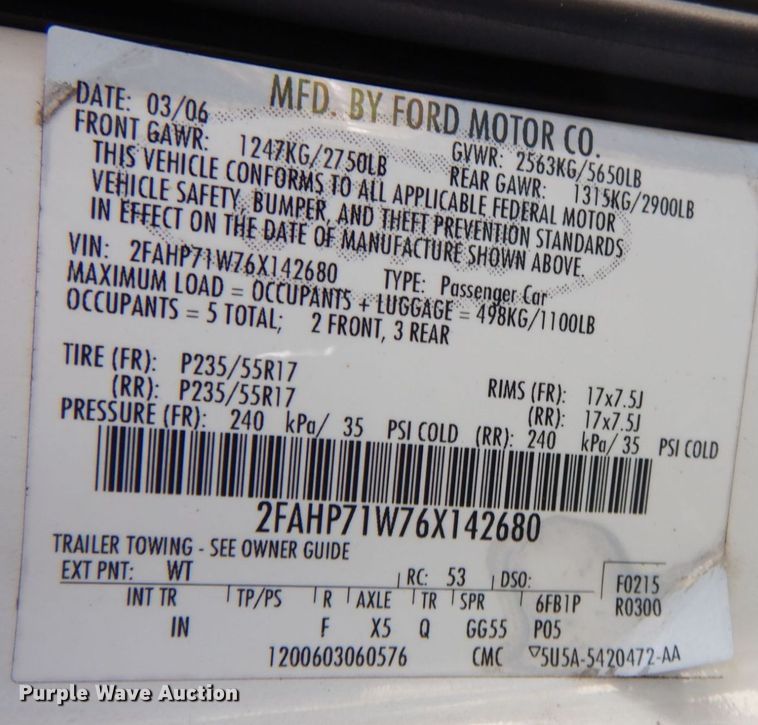 MFD. BY FORD MOTOR CO.
DATE: 03/06 GVWR: 2563KG/5650LB
FRONT GAWR: 1247KG/2750LB REAR GAWR: 1315KG/2900LB
THIS VEHICLE CONFORMS TO ALL APPLICABLE FEDERAL MOTOR
VEHICLE SAFETY, BUMPER, AND THEFT PREVENTION STANDARDS
IN EFFECT ON THE DATE OF MANUFACTURE SHOWN ABOVE.
VIN: 2FAHP71W76X142680 TYPE: Passenger Car
MAXIMUM LOAD = OCCUPANTS + LUGGAGE = 498KG/1100LB
OCCUPANTS = 5 TOTAL; 2 FRONT, 3 REAR
TIRE (FR): P235/55R17 RIMS (FR): 17x7.5J
(RR): P235/55R17 (RR): 17x7.5J
PRESSURE (FR): 240 kPa/ 35 PSI COLD (RR): 240 kPa/ 35 PSI COLD
2FAHP71W76X142680
TRAILER TOWING - SEE OWNER GUIDE
EXT PNT: WT RC: 53 DSO: F0215
INT TR TP/PS R AXLE TR SPR 6FB1P R0300
IN F X5 Q GG55 P05
1200603060576 CMC ▽5U5A-5420472-AA
Purple Wave Auction